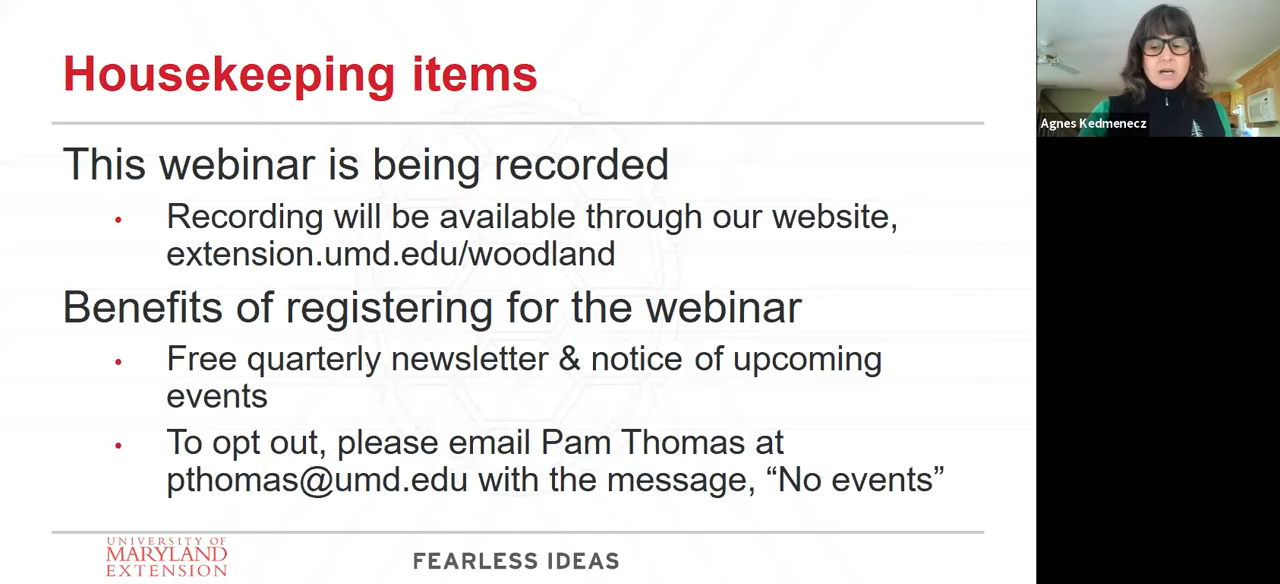 Housekeeping items
This webinar is being recorded
• Recording will be available through our website,
extension.umd.edu/woodland
Benefits of registering for the webinar
• Free quarterly newsletter & notice of upcoming
events
• To opt out, please email Pam Thomas at
pthomas@umd.edu with the message, “No events”
UNIVERSITY OF
MARYLAND
EXTENSION
FEARLESS IDEAS
Agnes Kedmenecz